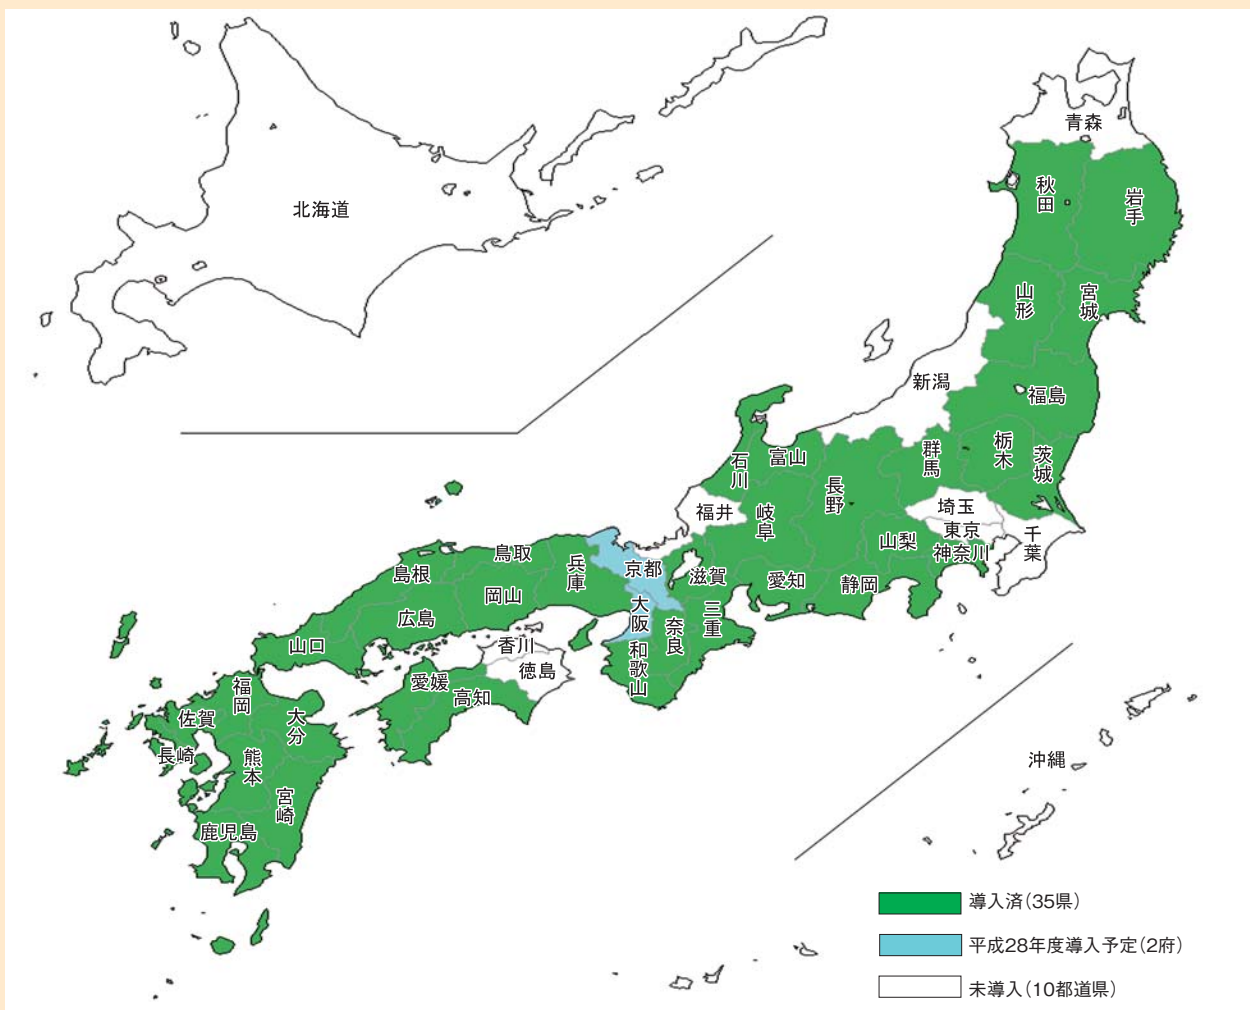 北海道
青森
秋田
岩手
山形
宮城
新潟
福島
石川
富山
群馬
栃木
茨城
長野
福井
岐阜
埼玉
東京
山梨
神奈川
千葉
鳥取
兵庫
京都
滋賀
愛知
静岡
島根
岡山
大阪
三重
広島
奈良
山口
香川
和歌山
徳島
愛媛
高知
福岡
佐賀
大分
長崎
熊本
宮崎
鹿児島
沖縄
導入済(35県)
平成28年度導入予定(2府)
未導入(10都道県)